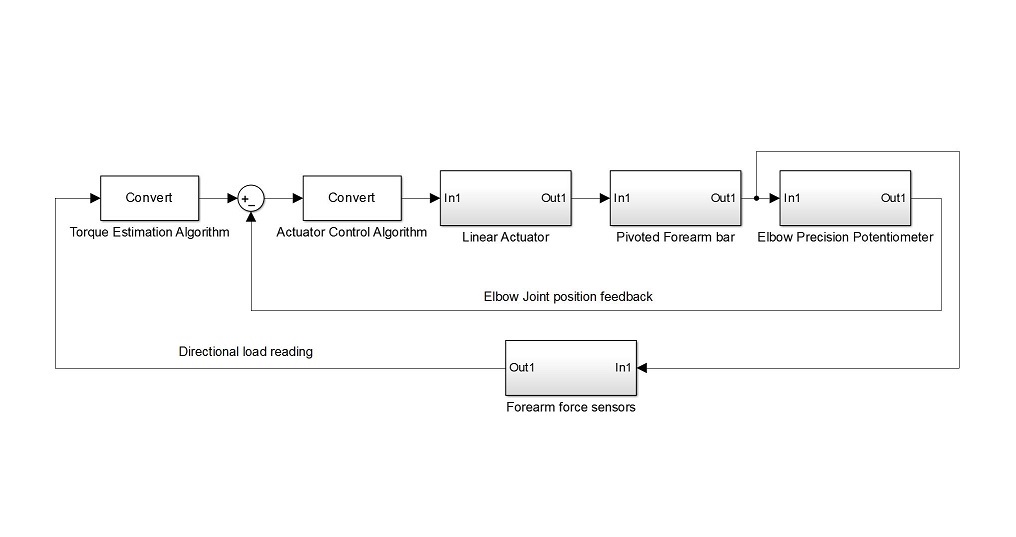 Convert
Torque Estimation Algorithm
+
−
Convert
Actuator Control Algorithm
In1 Out1
Linear Actuator
In1 Out1
Pivoted Forearm bar
In1 Out1
Elbow Precision Potentiometer
Elbow Joint position feedback
Directional load reading
Out1 In1
Forearm force sensors